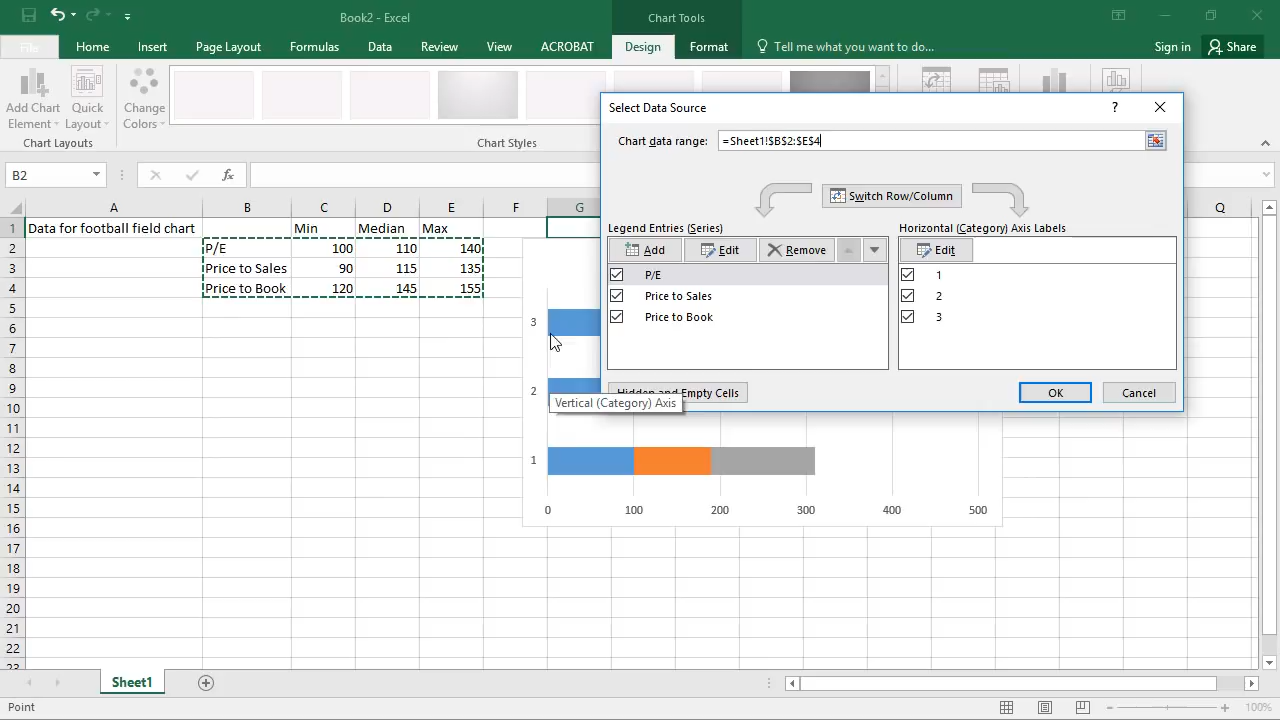 Book2 - Excel
Chart Tools
File Home Insert Page Layout Formulas Data Review View ACROBAT Design Format Tell me what you want to do... Sign in Share
Add Chart Element
Quick Layout
Change Colors
Chart Layouts
Chart Styles
B2
fx
A B C D E F G Q
1 Data for football field chart Min Median Max
2 P/E 100 110 140
3 Price to Sales 90 115 135
4 Price to Book 120 145 155
5
6
7
8
9
10
11
12
13
14
15
16
17
18
19
20
21
22
23
3
2
1
0 100 200 300 400 500
Vertical (Category) Axis
Select Data Source
?
Chart data range: =Sheet1!$B$2:$E$4
Switch Row/Column
Legend Entries (Series)
Add Edit Remove
P/E
Price to Sales
Price to Book
Horizontal (Category) Axis Labels
Edit
1
2
3
Hidden and Empty Cells
OK Cancel
Sheet1
Point
100%